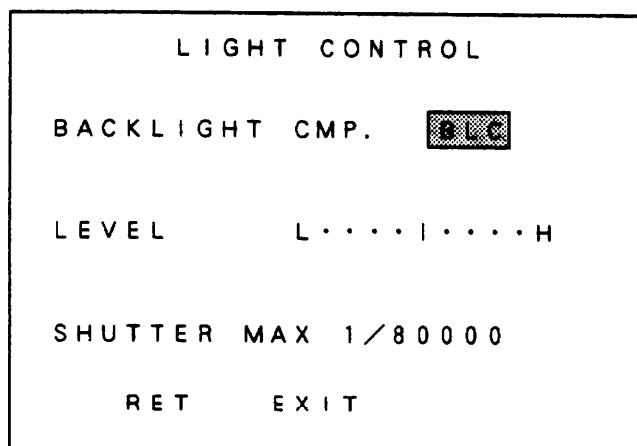 LIGHT CONTROL
BACKLIGHT CMP. BLC
LEVEL L····|····H
SHUTTER MAX 1/80000
RET EXIT